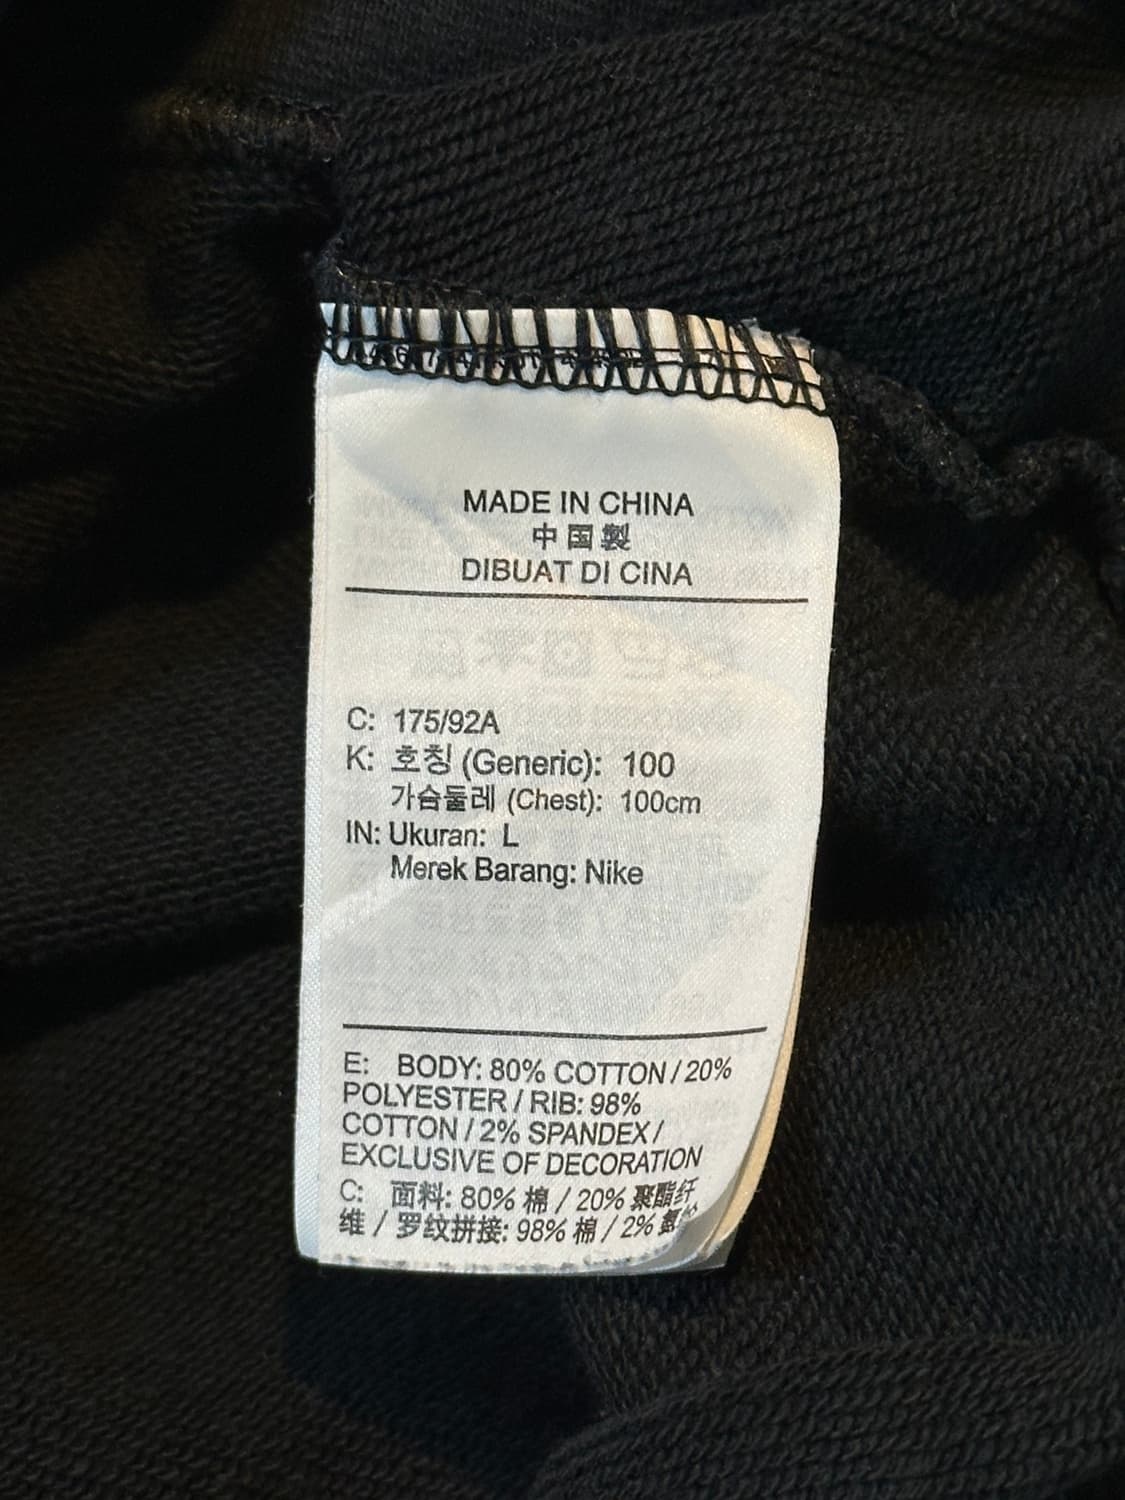 MADE IN CHINA
中国製
DIBUAT DI CINA
C: 175/92A
K: 호칭 (Generic): 100
가슴둘레 (Chest): 100cm
IN: Ukuran: L
Merek Barang: Nike
E: BODY: 80% COTTON / 20%
POLYESTER / RIB: 98%
COTTON / 2% SPANDEX /
EXCLUSIVE OF DECORATION
C: 面料: 80% 棉 / 20% 聚酯纤
维 / 罗纹拼接: 98% 棉 / 2% 氨